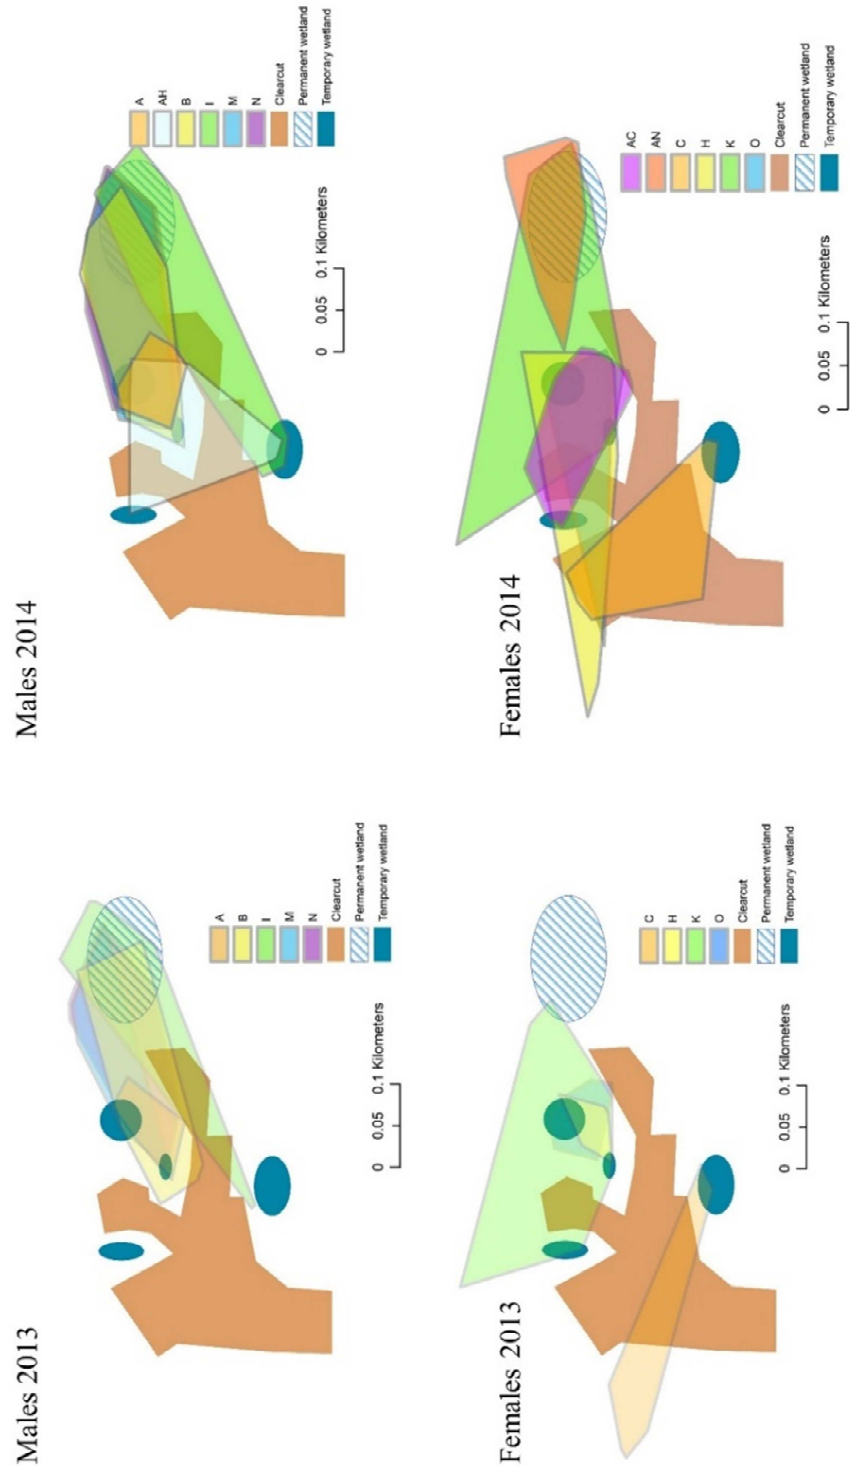 Males 2013
A
B
I
M
N
Clearcut
Permanent wetland
Temporary wetland
0 0.05 0.1 Kilometers
Males 2014
A
AH
B
I
M
N
Clearcut
Permanent wetland
Temporary wetland
0 0.05 0.1 Kilometers
Females 2013
C
H
K
O
Clearcut
Permanent wetland
Temporary wetland
0 0.05 0.1 Kilometers
Females 2014
AC
AN
C
H
K
O
Clearcut
Permanent wetland
Temporary wetland
0 0.05 0.1 Kilometers